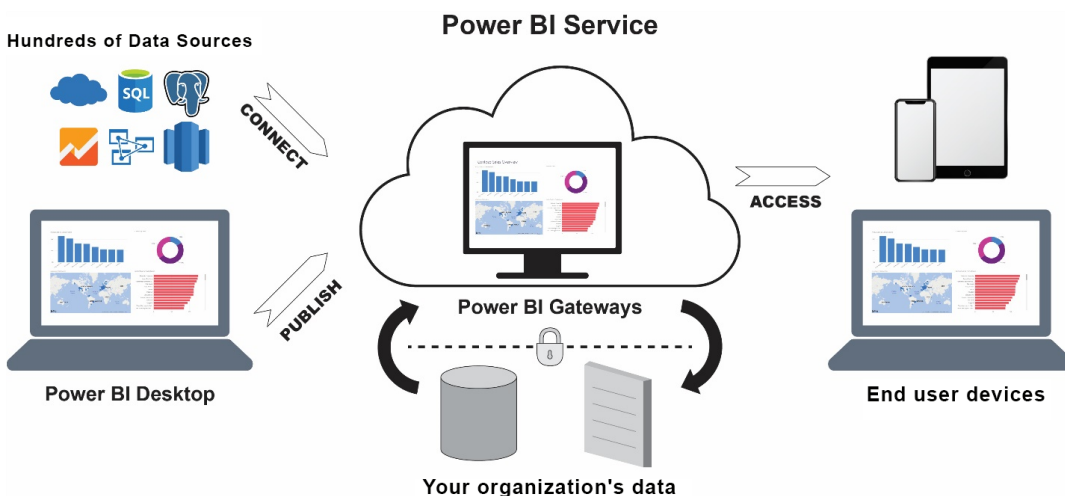 Power BI Service
Hundreds of Data Sources
SQL
CONNECT
ACCESS
PUBLISH
Power BI Gateways
Power BI Desktop
End user devices
Your organization's data